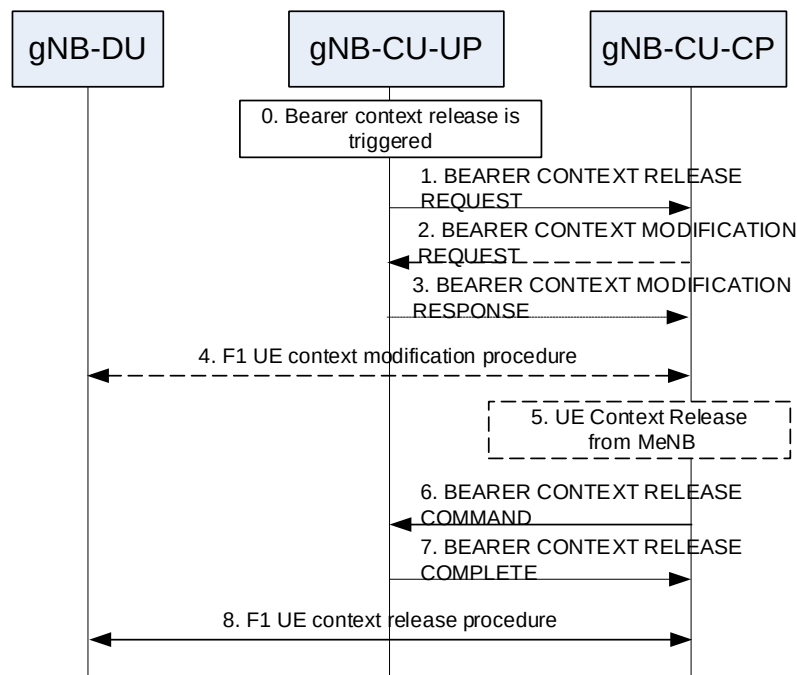 gNB-DU
gNB-CU-UP
gNB-CU-CP
0. Bearer context release is
triggered
1. BEARER CONTEXT RELEASE
REQUEST
2. BEARER CONTEXT MODIFICATION
REQUEST
3. BEARER CONTEXT MODIFICATION
RESPONSE
4. F1 UE context modification procedure
5. UE Context Release
from MeNB
6. BEARER CONTEXT RELEASE
COMMAND
7. BEARER CONTEXT RELEASE
COMPLETE
8. F1 UE context release procedure